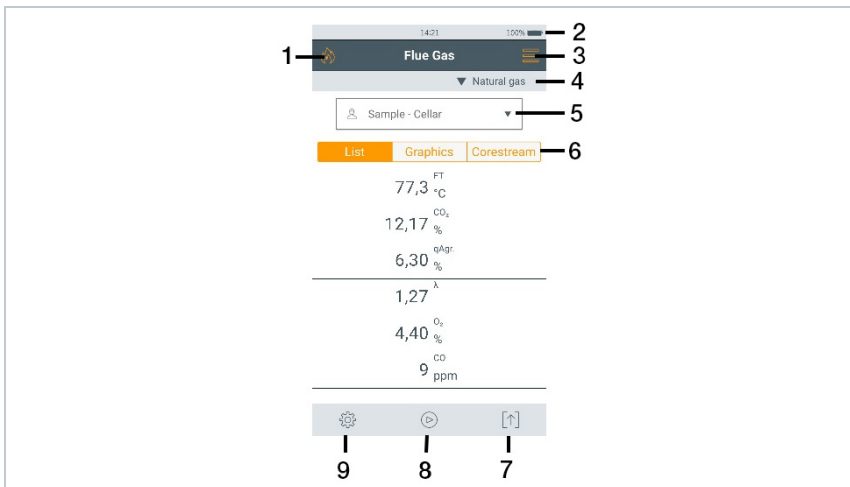 14:21 100% 2
1 Flue Gas 3
▼ Natural gas 4
Sample - Cellar ▼ 5
List Graphics Corestream 6
77,3 FT °C
12,17 CO₂ %
6,30 qAgr. %
1,27 λ
4,40 O₂ %
9 CO ppm
9 8 7